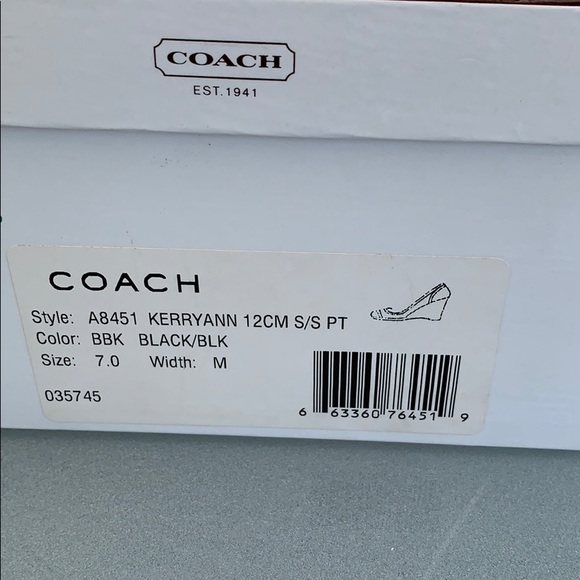 COACH
EST. 1941
COACH
Style: A8451 KERRYANN 12CM S/S PT
Color: BBK BLACK/BLK
Size: 7.0 Width: M
035745
6 63360 76451 9